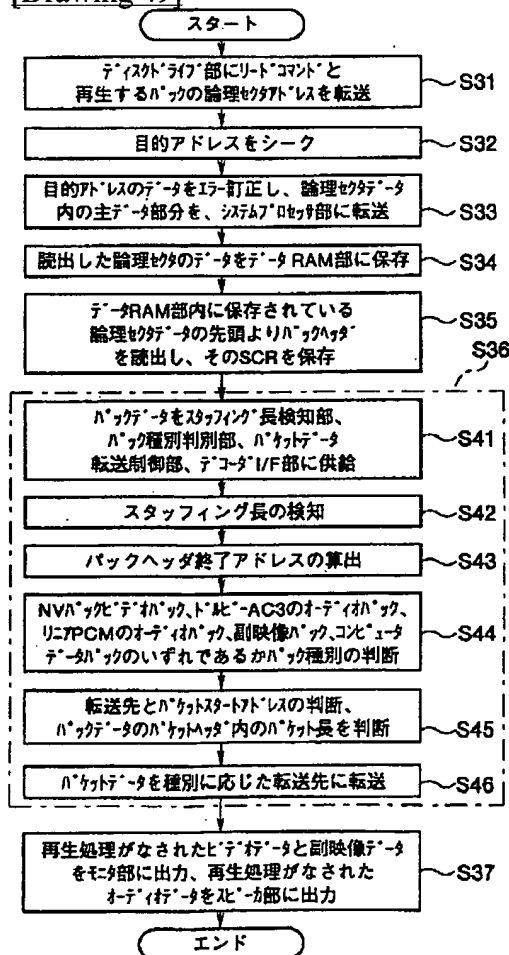 [Drawing 49]
スタート
ﾃﾞｨｽｸﾄﾞﾗｲﾌﾞ部にﾘｰﾄﾞｺﾏﾝﾄﾞと
再生するﾊﾟｯｸの論理ｾｸﾀｱﾄﾞﾚｽを転送
S31
目的アドレスをシーク
S32
目的ｱﾄﾞﾚｽのﾃﾞｰﾀをｴﾗｰ訂正し、論理ｾｸﾀﾃﾞｰﾀ
内の主ﾃﾞｰﾀ部分を、ｼｽﾃﾑﾌﾟﾛｾｯｻ部に転送
S33
読出した論理ｾｸﾀのﾃﾞｰﾀをﾃﾞｰﾀ RAM部に保存
S34
ﾃﾞｰﾀRAM部内に保存されている
論理ｾｸﾀﾃﾞｰﾀの先頭よりﾊﾟｯｸﾍｯﾀﾞ
を読出し、そのSCRを保存
S35
S36
ﾊﾟｯｸﾃﾞｰﾀをｽﾀｯﾌｨﾝｸﾞ長検知部、
ﾊﾟｯｸ種別判別部、ﾊﾟｹｯﾄﾃﾞｰﾀ
転送制御部、ﾃﾞｺｰﾀﾞI/F部に供給
S41
スタッフィング長の検知
S42
パックヘッダ終了アドレスの算出
S43
NVﾊﾟｯｸﾋﾞﾃﾞｵﾊﾟｯｸ、ﾄﾞﾙﾋﾞｰAC3のｵｰﾃﾞｨｵﾊﾟｯｸ、
ﾘﾆｱPCMのｵｰﾃﾞｨｵﾊﾟｯｸ、副映像ﾊﾟｯｸ、ｺﾝﾋﾟｭｰﾀ
ﾃﾞｰﾀﾊﾟｯｸのいずれであるかﾊﾟｯｸ種別の判断
S44
転送先とﾊﾟｹｯﾄｽﾀｰﾄｱﾄﾞﾚｽの判断、
ﾊﾟｯｸﾃﾞｰﾀのﾊﾟｹｯﾄﾍｯﾀﾞ内のﾊﾟｹｯﾄ長を判断
S45
ﾊﾟｹｯﾄﾃﾞｰﾀを種別に応じた転送先に転送
S46
再生処理がなされたﾋﾞﾃﾞｵﾃﾞｰﾀと副映像ﾃﾞｰﾀ
をﾓﾆﾀ部に出力、再生処理がなされた
ｵｰﾃﾞｨｵﾃﾞｰﾀをｽﾋﾟｰｶ部に出力
S37
エンド